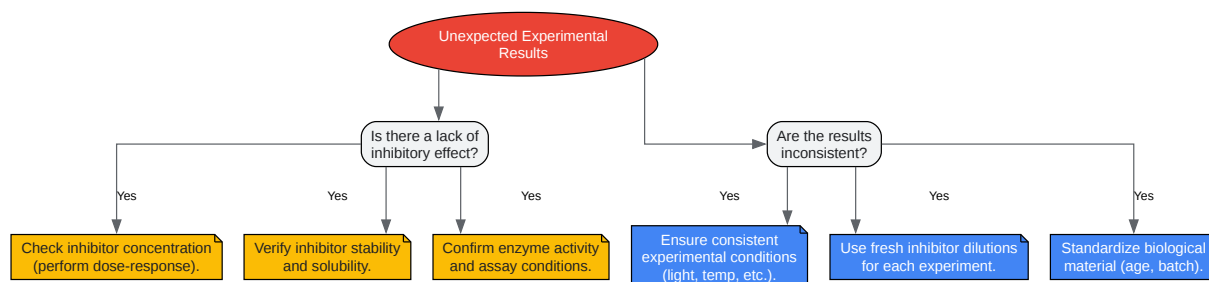 Unexpected Experimental
Results
Is there a lack of
inhibitory effect?
Are the results
inconsistent?
Yes
Yes
Yes
Yes
Yes
Yes
Check inhibitor concentration
(perform dose-response).
Verify inhibitor stability
and solubility.
Confirm enzyme activity
and assay conditions.
Ensure consistent
experimental conditions
(light, temp, etc.).
Use fresh inhibitor dilutions
for each experiment.
Standardize biological
material (age, batch).